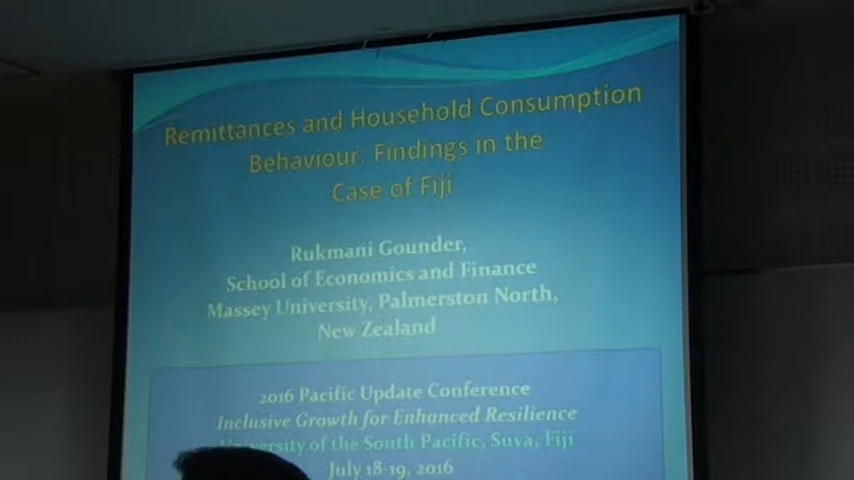 Remittances and Household Consumption
Behaviour: Findings in the
Case of Fiji
Rukmani Gounder,
School of Economics and Finance
Massey University, Palmerston North,
New Zealand
2016 Pacific Update Conference
Inclusive Growth for Enhanced Resilience
University of the South Pacific, Suva, Fiji
July 18-19, 2016